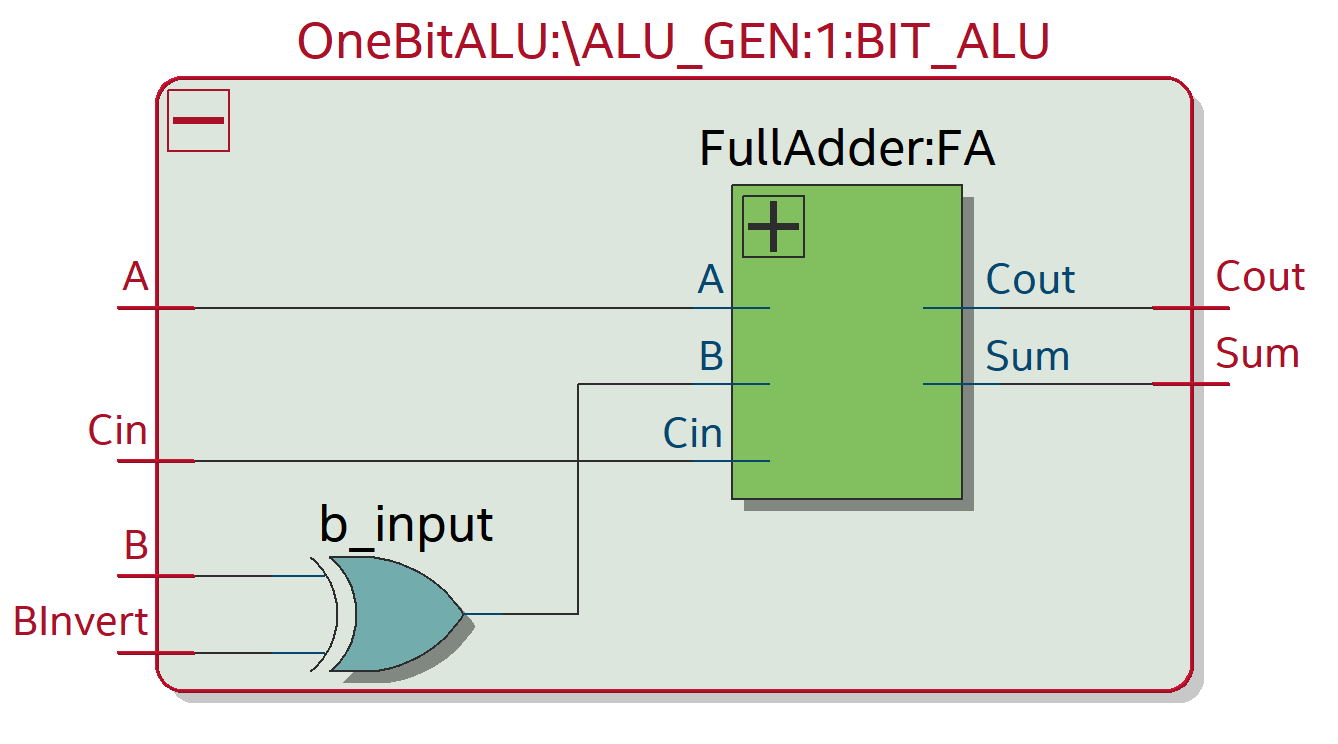 OneBitALU:\ALU_GEN:1:BIT_ALU
FullAdder:FA
A
A
Cout
Cout
B
Sum
Sum
Cin
Cin
b_input
B
BInvert